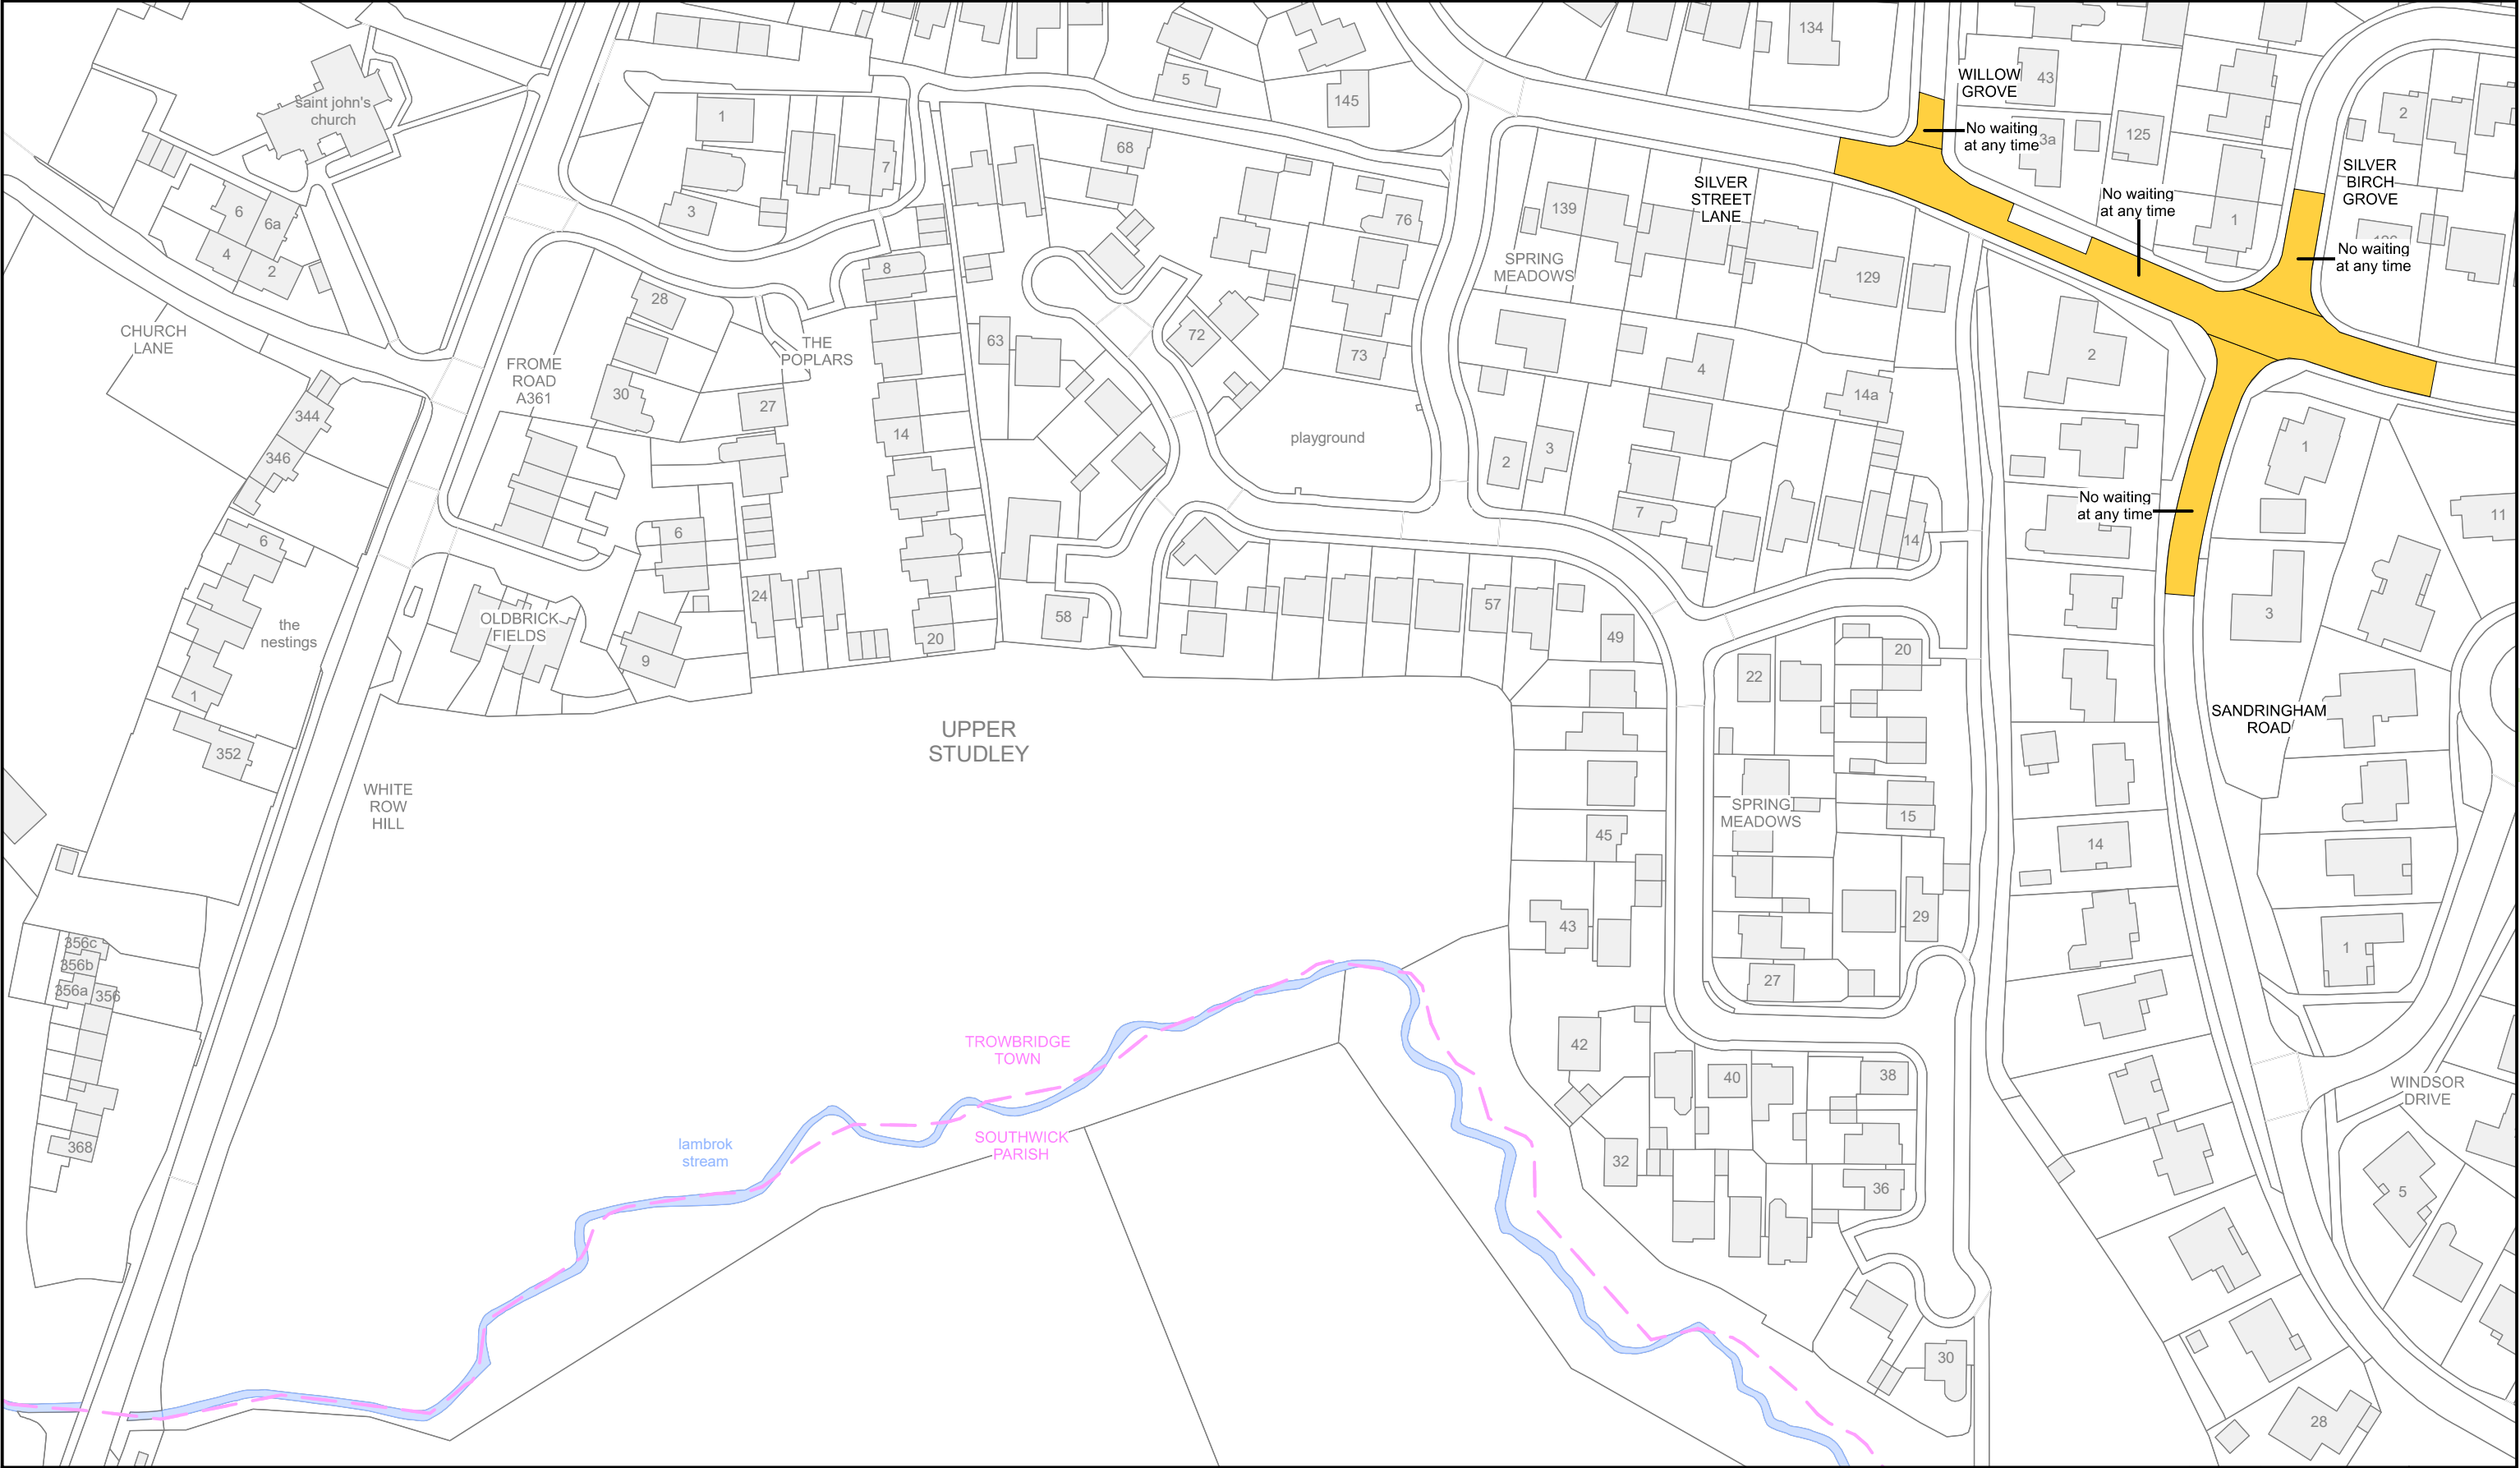 134
WILLOW
GROVE
43
saint john's
church
5
145
1
2
No waiting
at any time
3a
125
68
7
SILVER
BIRCH
GROVE
SILVER
STREET
LANE
No waiting
at any time
6
6a
3
139
76
1
4
2
8
SPRING
MEADOWS
129
No waiting
at any time
28
CHURCH
LANE
THE
POPLARS
63
72
73
2
FROME
ROAD
A361
30
27
4
14a
344
14
playground
1
346
2
3
No waiting
at any time
7
11
6
6
14
24
57
58
3
OLDBRICK
FIELDS
the
nestings
20
49
9
20
22
1
SANDRINGHAM
ROAD
UPPER
STUDLEY
352
WHITE
ROW
HILL
SPRING
MEADOWS
15
45
14
43
29
356c
356b
1
356a
356
27
TROWBRIDGE
TOWN
42
40
38
WINDSOR
DRIVE
lambrok
stream
SOUTHWICK
PARISH
368
32
36
5
30
28